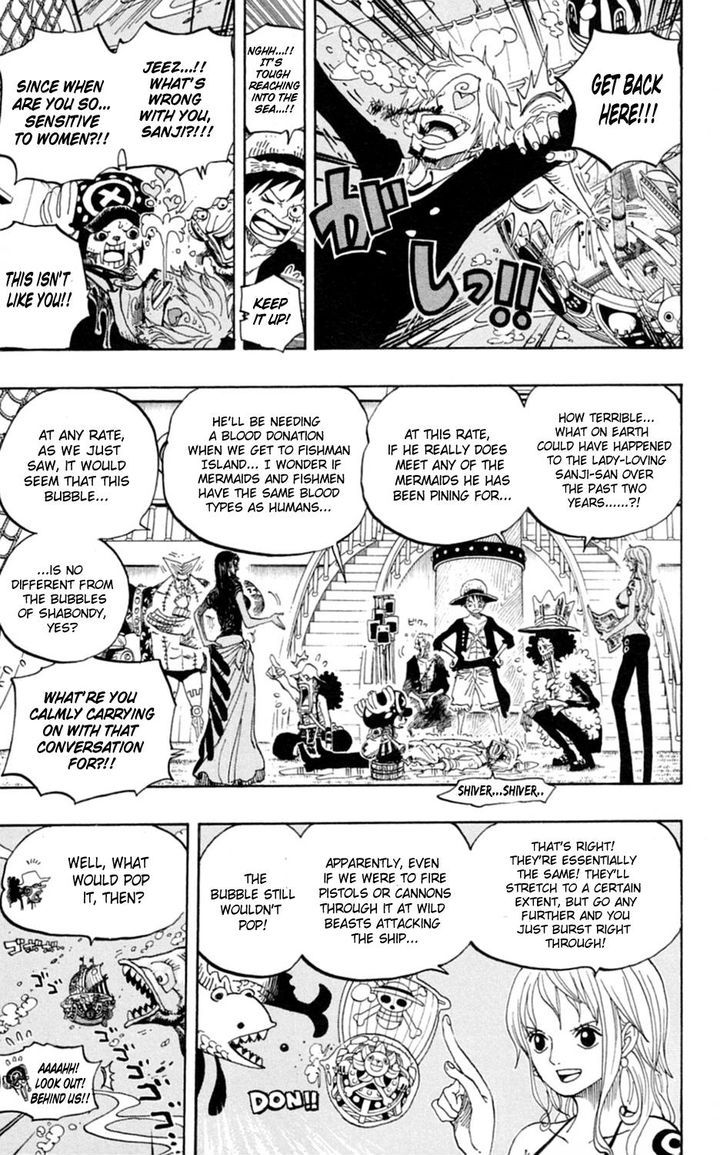 GET BACK
HERE!!!
ガ
しっ!!
NGHH...!!
IT'S
TOUGH
REACHING
INTO THE
SEA...!!
KEEP
IT UP!
JEEZ...!!
WHAT'S
WRONG
WITH YOU,
SANJI?!!!
SINCE WHEN
ARE YOU SO...
SENSITIVE
TO WOMEN?!!
THIS ISN'T
LIKE YOU!!
HOW TERRIBLE...
WHAT ON EARTH
COULD HAVE HAPPENED
TO THE LADY-LOVING
SANJI-SAN OVER
THE PAST TWO
YEARS......?!
AT THIS RATE,
IF HE REALLY DOES
MEET ANY OF THE
MERMAIDS HE HAS
BEEN PINING FOR...
HE'LL BE NEEDING
A BLOOD DONATION
WHEN WE GET TO FISHMAN
ISLAND... I WONDER IF
MERMAIDS AND FISHMEN
HAVE THE SAME BLOOD
TYPES AS HUMANS...
AT ANY RATE,
AS WE JUST
SAW, IT WOULD
SEEM THAT THIS
BUBBLE...
...IS NO
DIFFERENT FROM
THE BUBBLES
OF SHABONDY,
YES?
WHAT'RE YOU
CALMLY CARRYING
ON WITH THAT
CONVERSATION
FOR?!!
SHIVER...SHIVER..
THAT'S RIGHT!
THEY'RE ESSENTIALLY
THE SAME! THEY'LL
STRETCH TO A CERTAIN
EXTENT, BUT GO ANY
FURTHER AND YOU
JUST BURST RIGHT
THROUGH!
APPARENTLY, EVEN
IF WE WERE TO FIRE
PISTOLS OR CANNONS
THROUGH IT AT WILD
BEASTS ATTACKING
THE SHIP...
THE
BUBBLE STILL
WOULDN'T
POP!
DON!!
WELL, WHAT
WOULD POP
IT, THEN?
AAAAH!
LOOK OUT!
BEHIND US!!